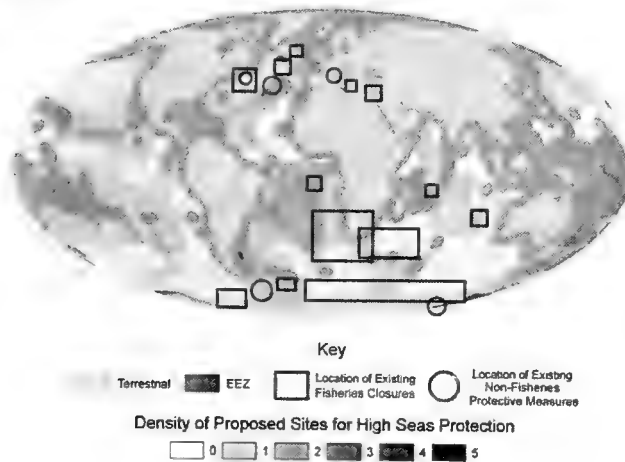 Key
Terrestrial EEZ Location of Existing Fisheries Closures Location of Existing Non-Fisheries Protective Measures
Density of Proposed Sites for High Seas Protection
0 1 2 3 4 5